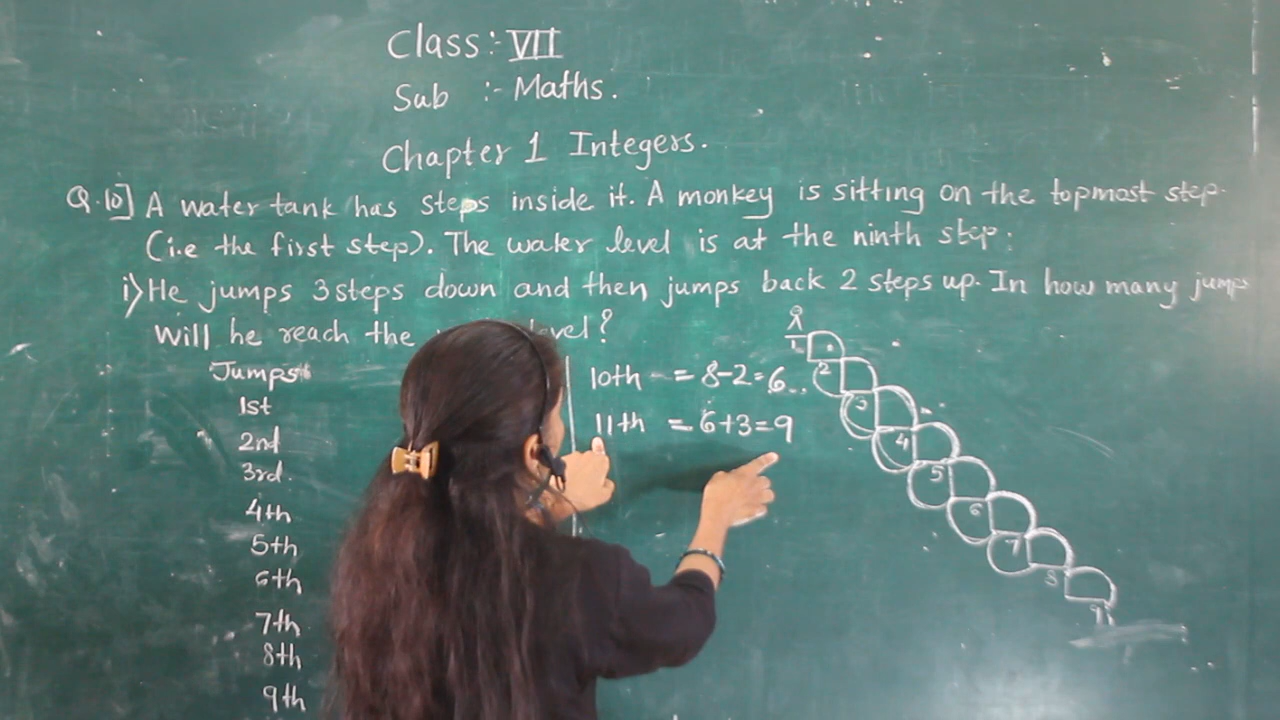 Class :- VII
Sub :- Maths.
Chapter 1 Integers.
Q.10] A water tank has steps inside it. A monkey is sitting on the topmost step.
(i.e the first step). The water level is at the ninth step.
i) He jumps 3 steps down and then jumps back 2 steps up. In how many jumps
will he reach the level?
Jumps
1st
2nd
3rd.
4th
5th
6th
7th
8th
9th
10th = 8-2=6
11th = 6+3=9
1
2
3
4
5
6
7
8
9